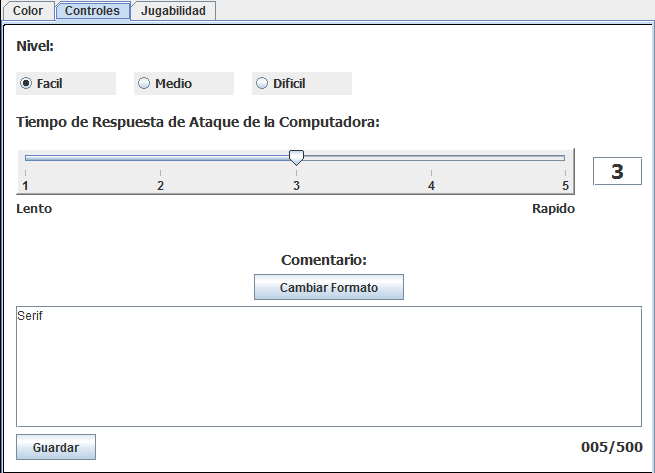 Color Controles Jugabilidad
Nivel:
Facil Medio Dificil
Tiempo de Respuesta de Ataque de la Computadora:
3
1 2 3 4 5
Lento Rapido
Comentario:
Cambiar Formato
Serif
Guardar 005/500